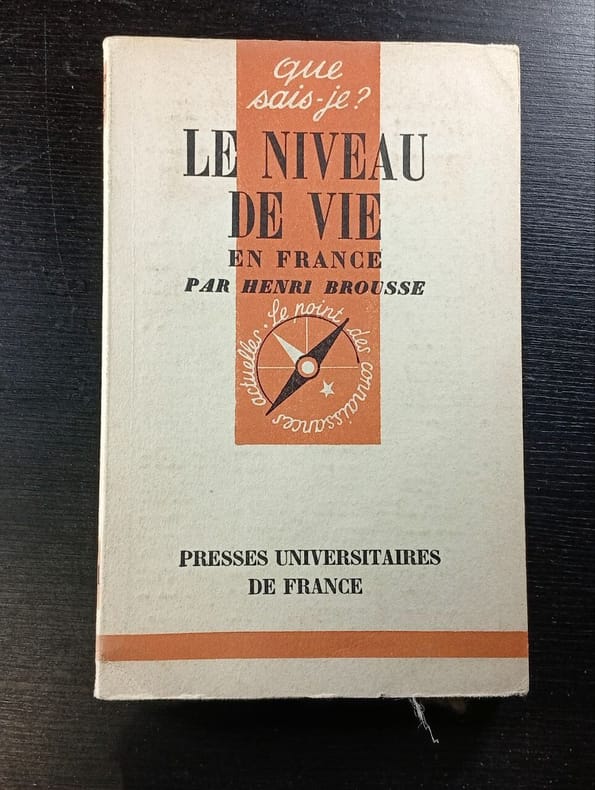 que
sais-je?
LE NIVEAU
DE VIE
EN FRANCE
PAR HENRI BROUSSE
Le point des connaissances actuelles.
PRESSES UNIVERSITAIRES
DE FRANCE